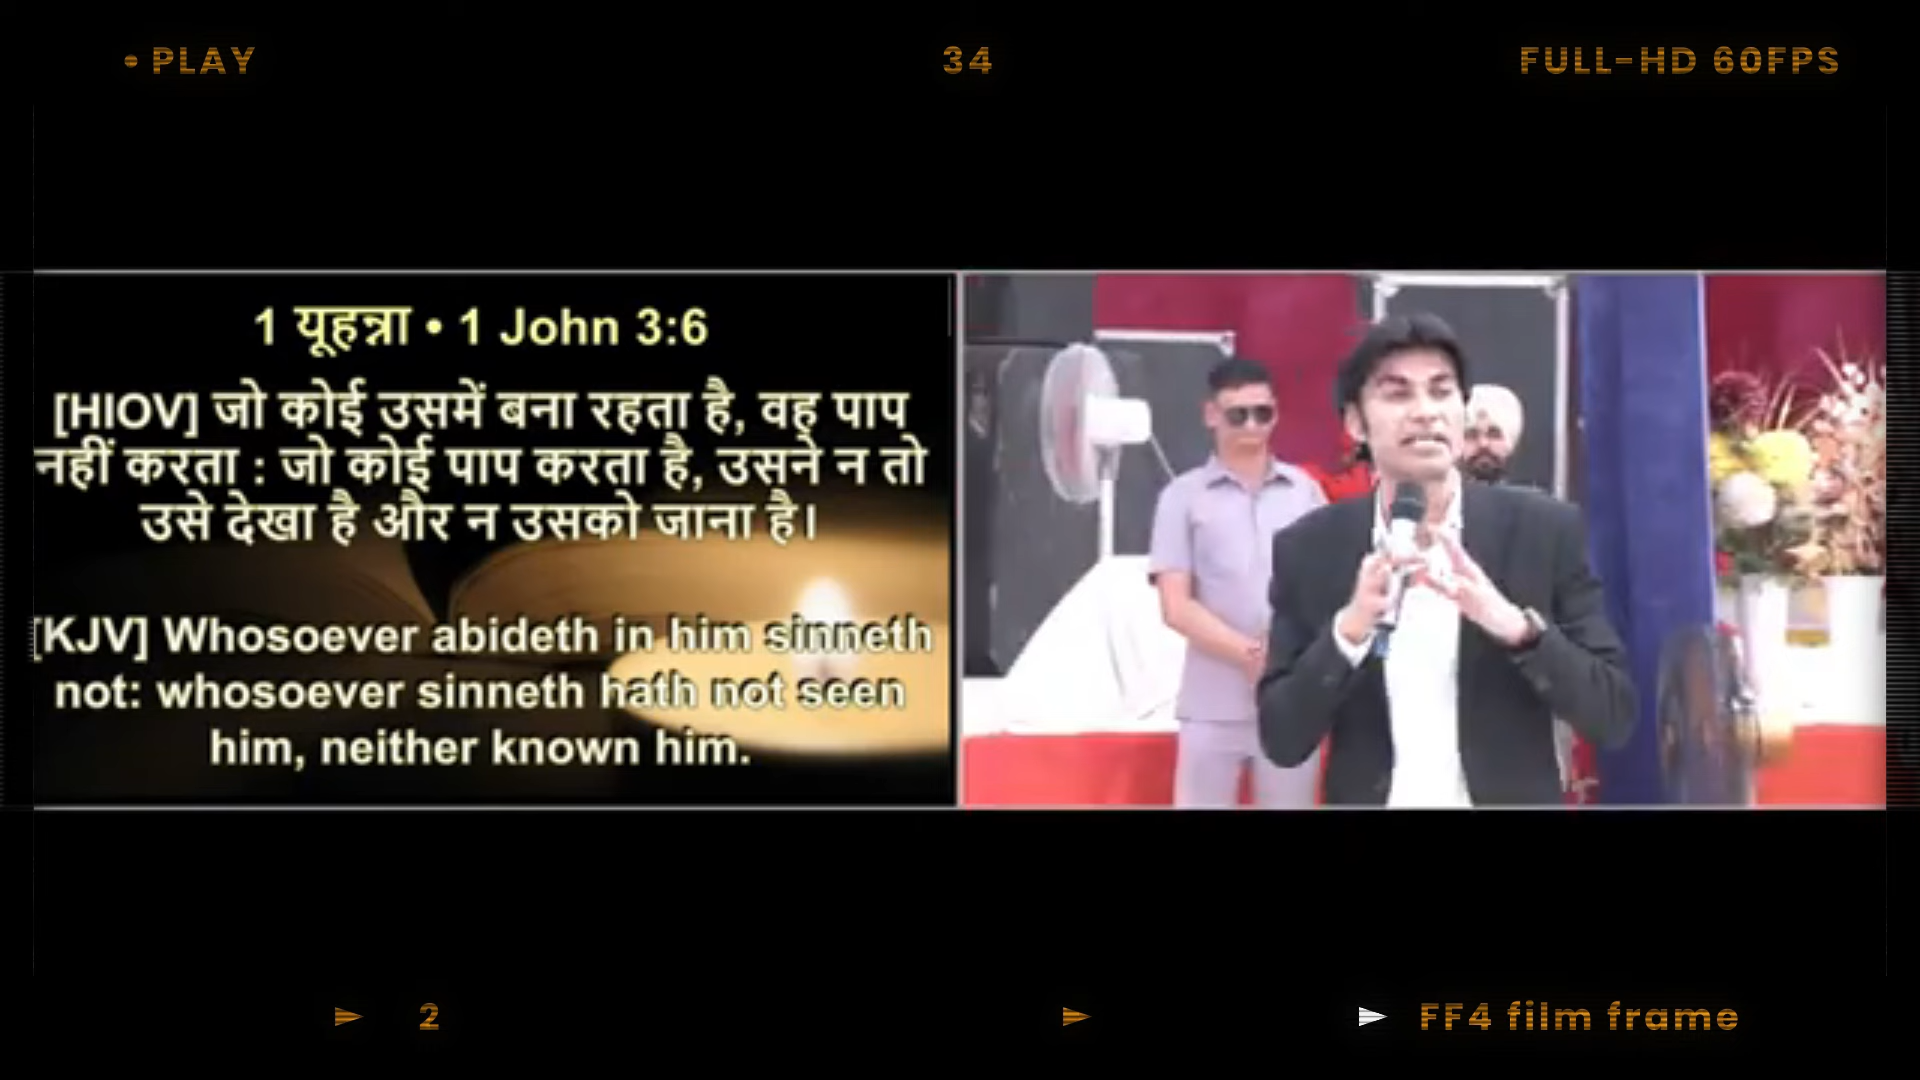 • PLAY
34
FULL-HD 60FPS
1 यूहन्ना • 1 John 3:6
[HIOV] जो कोई उसमें बना रहता है, वह पाप
नहीं करता : जो कोई पाप करता है, उसने न तो
उसे देखा है और न उसको जाना है।
[KJV] Whosoever abideth in him sinneth
not: whosoever sinneth hath not seen
him, neither known him.
2
FF4 film frame